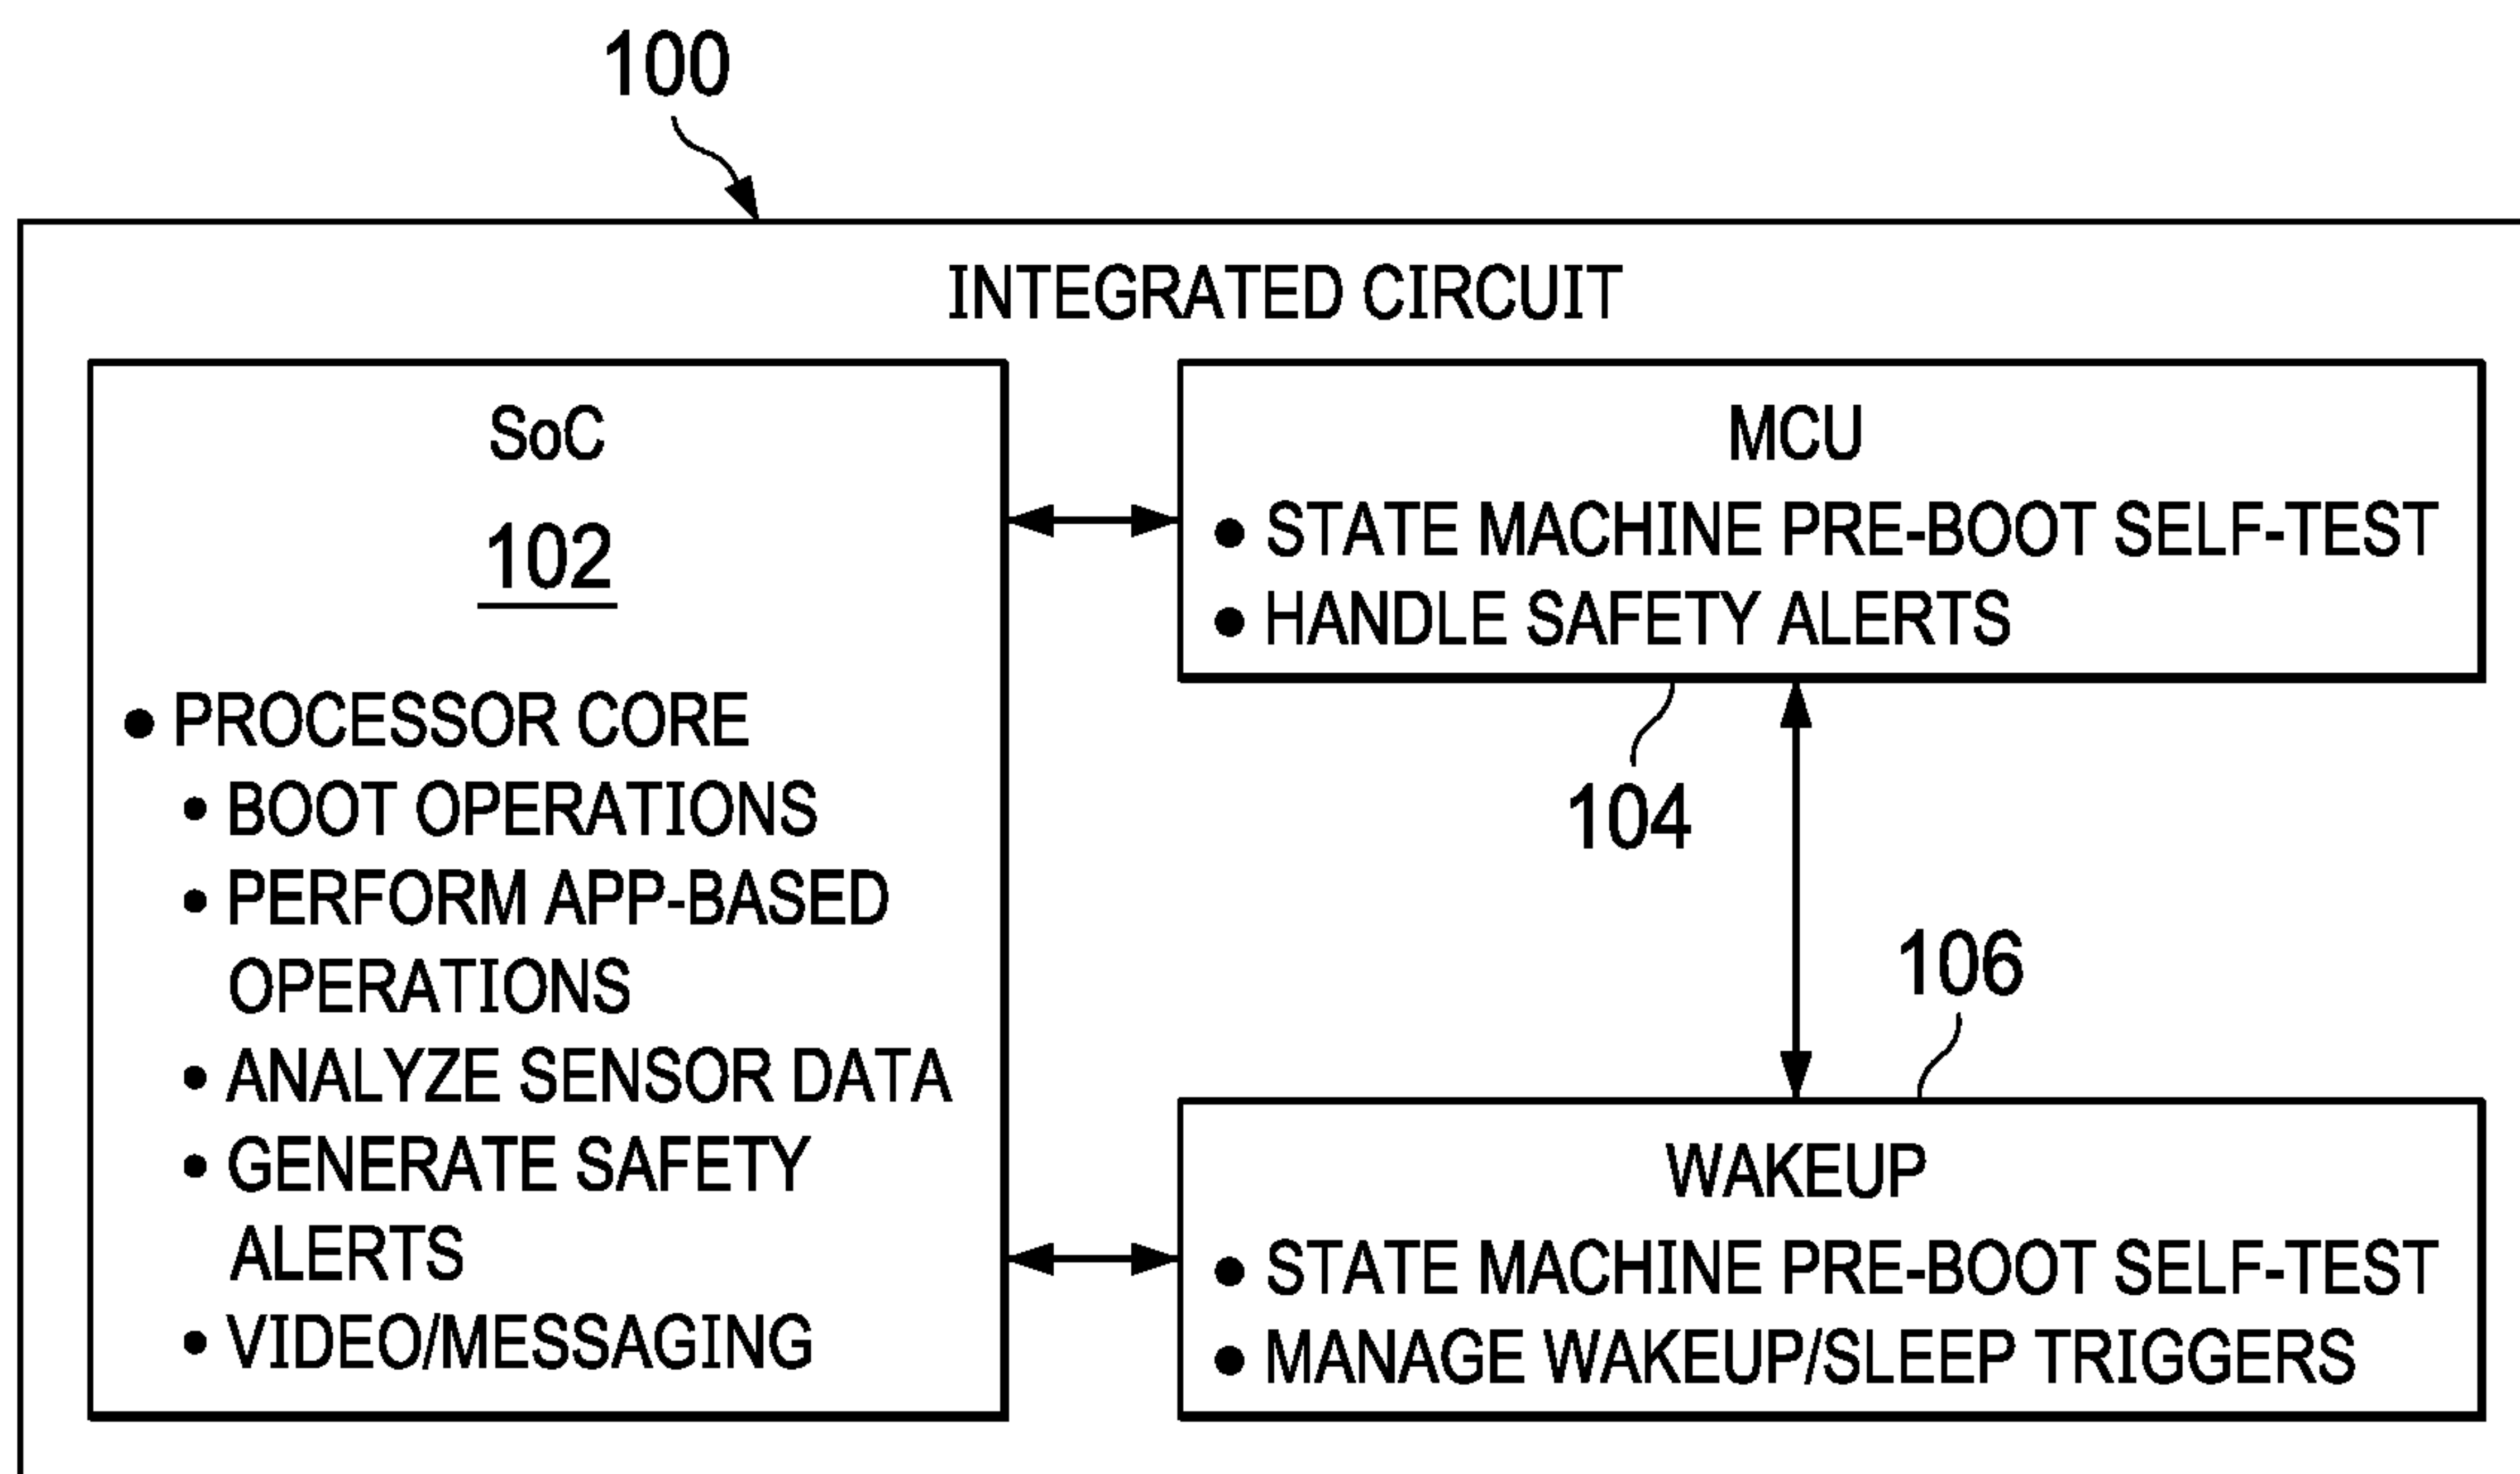 100
INTEGRATED CIRCUIT
SoC
102
● PROCESSOR CORE
● BOOT OPERATIONS
● PERFORM APP-BASED
OPERATIONS
● ANALYZE SENSOR DATA
● GENERATE SAFETY
ALERTS
● VIDEO/MESSAGING
MCU
● STATE MACHINE PRE-BOOT SELF-TEST
● HANDLE SAFETY ALERTS
104
106
WAKEUP
● STATE MACHINE PRE-BOOT SELF-TEST
● MANAGE WAKEUP/SLEEP TRIGGERS